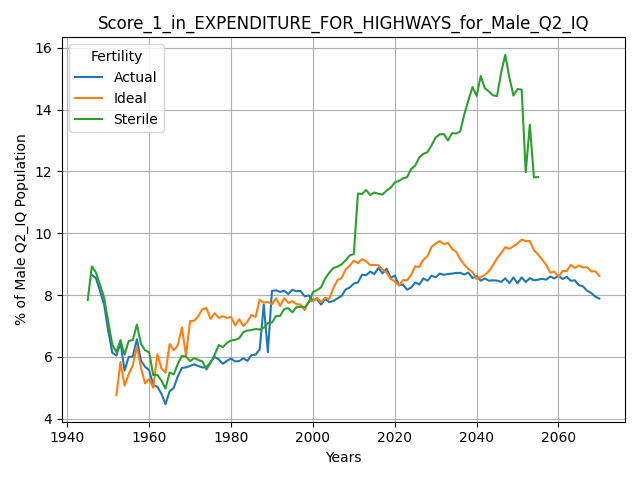 Score_1_in_EXPENDITURE_FOR_HIGHWAYS_for_Male_Q2_IQ
% of Male Q2_IQ Population
16
14
12
10
8
6
4
Fertility
Actual
Ideal
Sterile
1940 1960 1980 2000 2020 2040 2060
Years